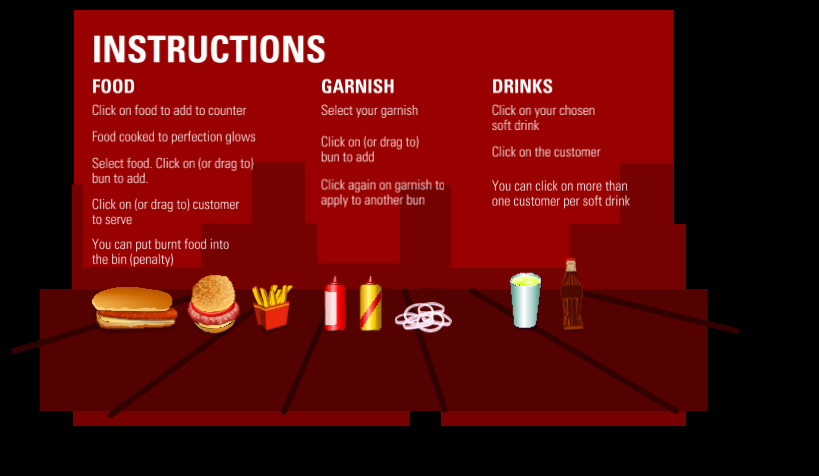 INSTRUCTIONS
FOOD
Click on food to add to counter
Food cooked to perfection glows
Select food. Click on (or drag to)
bun to add.
Click on (or drag to) customer
to serve
You can put burnt food into
the bin (penalty)
GARNISH
Select your garnish
Click on (or drag to)
bun to add
Click again on garnish to
apply to another bun
DRINKS
Click on your chosen
soft drink
Click on the customer
You can click on more than
one customer per soft drink